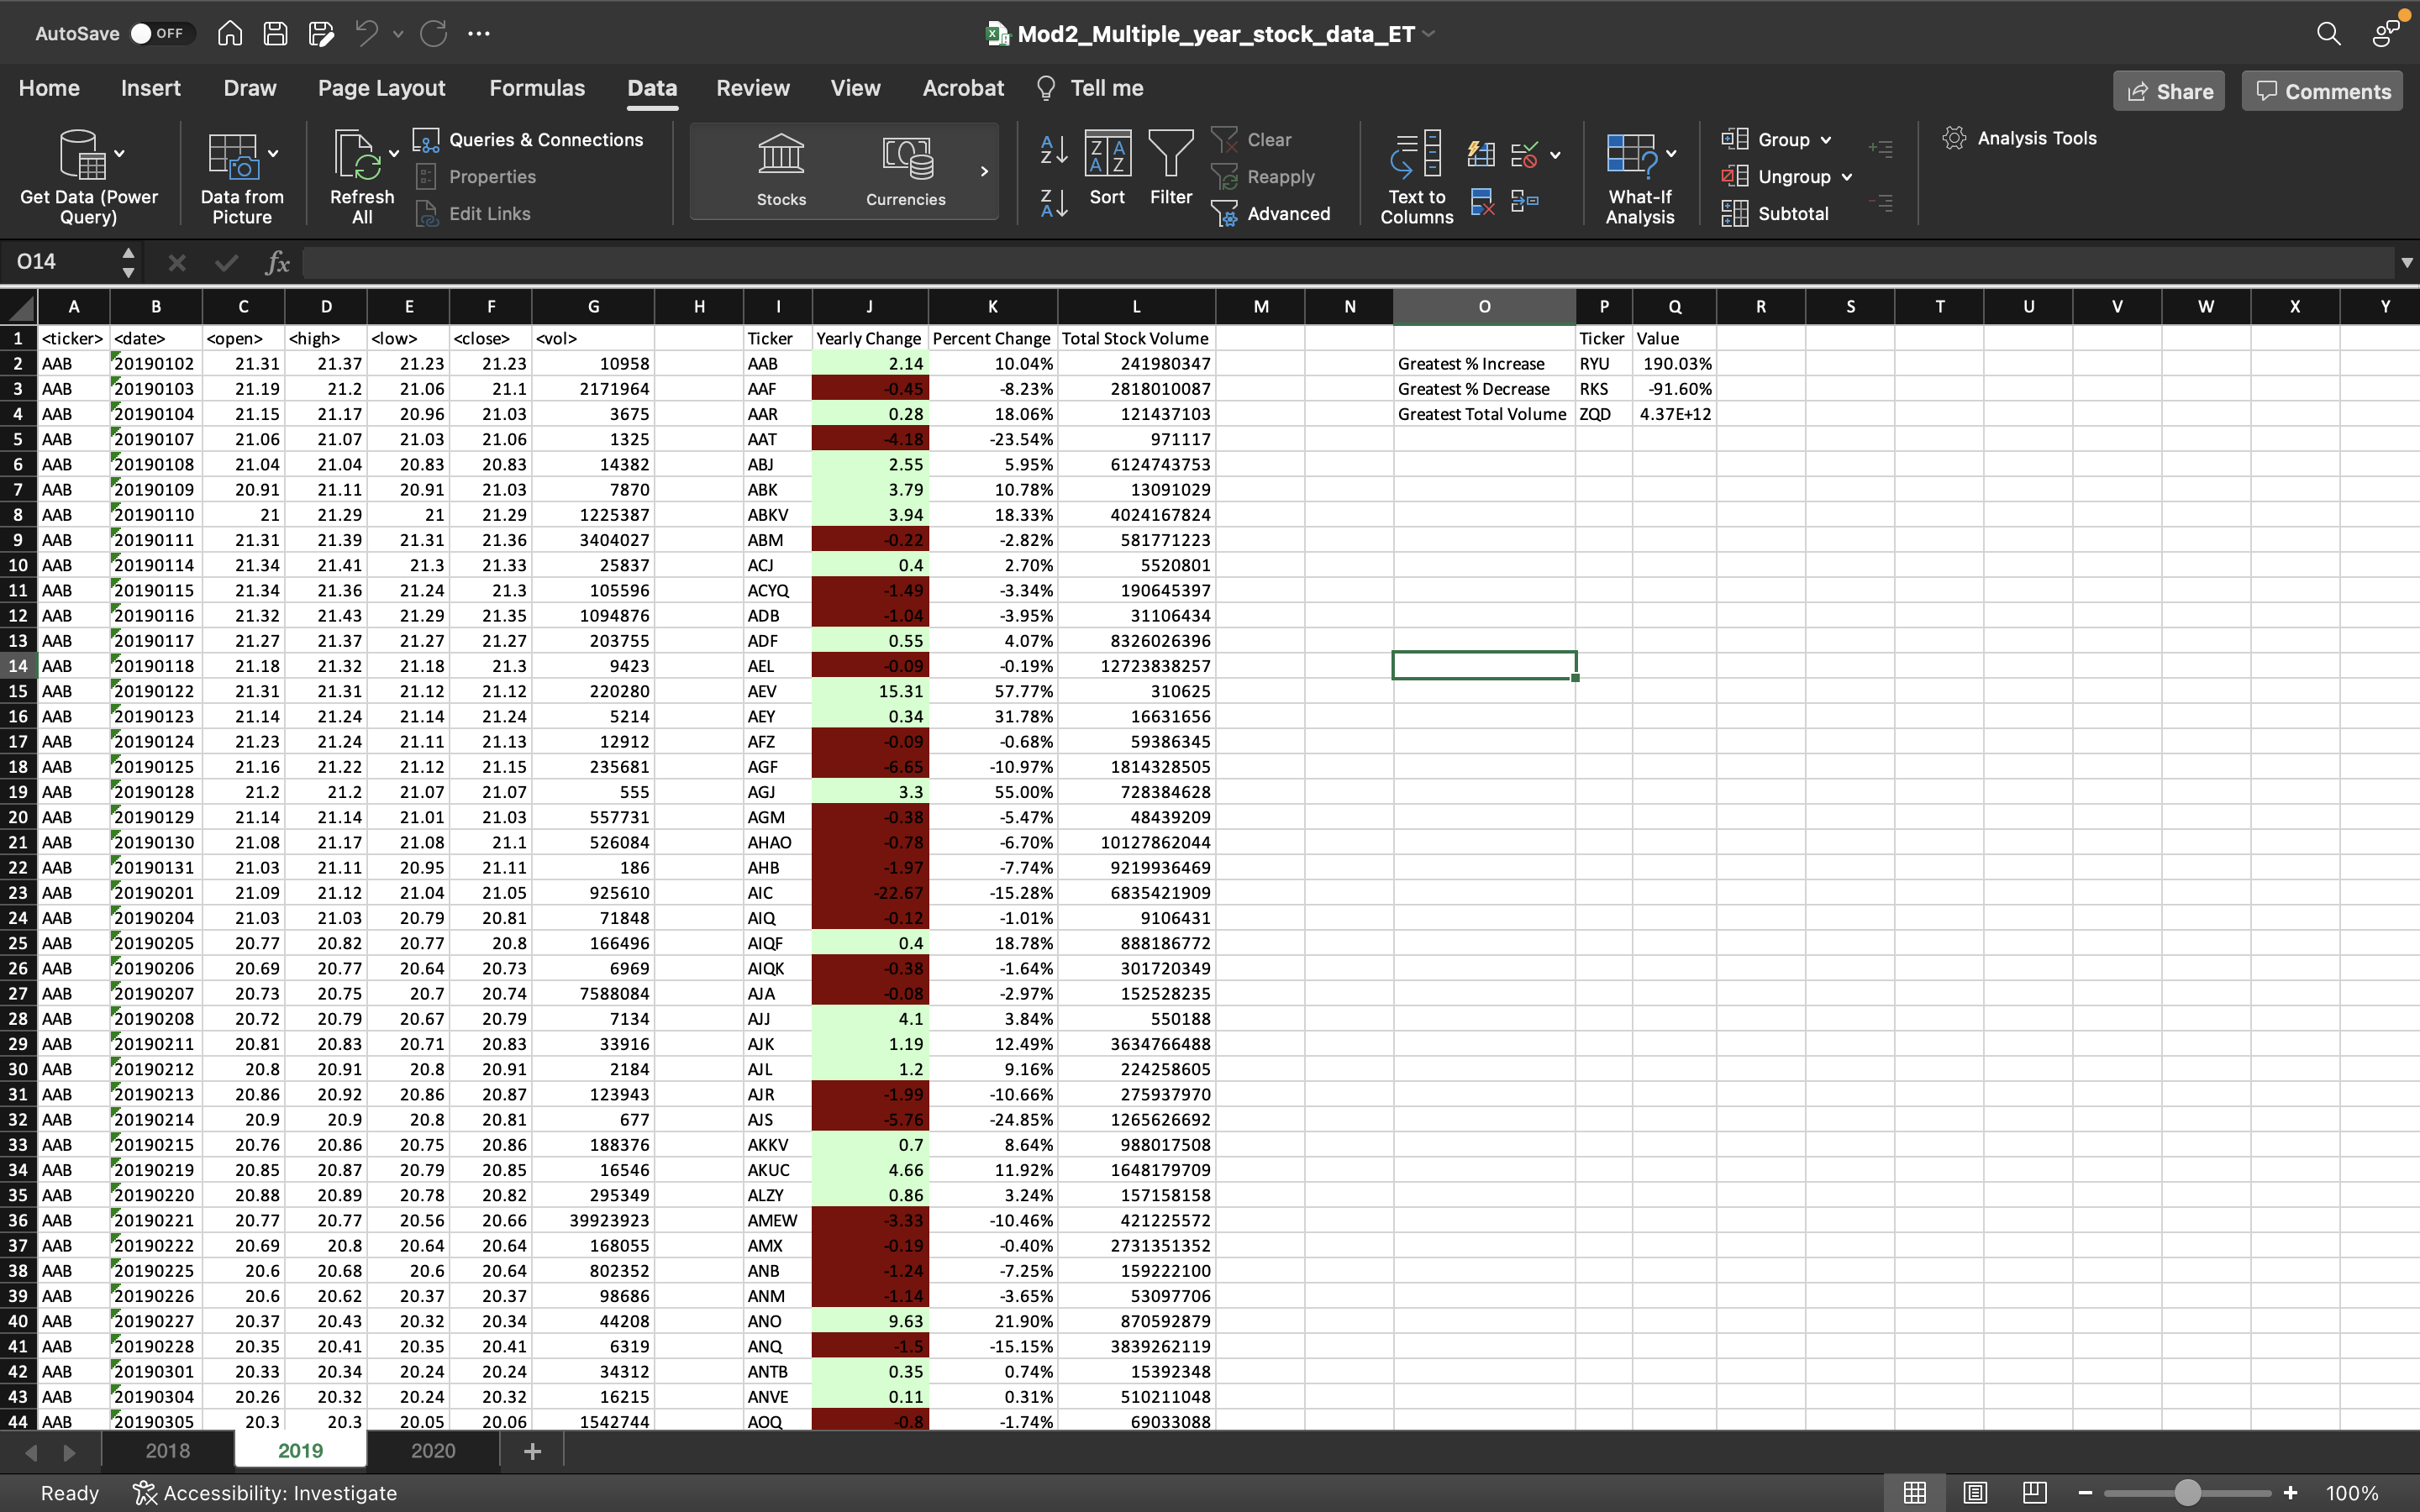 AutoSave OFF Mod2_Multiple_year_stock_data_ET
Home Insert Draw Page Layout Formulas Data Review View Acrobat Tell me Share Comments
Get Data (Power Query) Data from Picture Refresh All Queries & Connections Properties Edit Links Stocks Currencies Sort Filter Clear Reapply Advanced Text to Columns What-If Analysis Group Ungroup Subtotal Analysis Tools
O14 fx
A B C D E F G H I J K L M N O P Q R S T U V W X Y
1 <ticker> <date> <open> <high> <low> <close> <vol> Ticker Yearly Change Percent Change Total Stock Volume Ticker Value
2 AAB 20190102 21.31 21.37 21.23 21.23 10958 AAB 2.14 10.04% 241980347 Greatest % Increase RYU 190.03%
3 AAB 20190103 21.19 21.2 21.06 21.1 2171964 AAF -0.45 -8.23% 2818010087 Greatest % Decrease RKS -91.60%
4 AAB 20190104 21.15 21.17 20.96 21.03 3675 AAR 0.28 18.06% 121437103 Greatest Total Volume ZQD 4.37E+12
5 AAB 20190107 21.06 21.07 21.03 21.06 1325 AAT -4.18 -23.54% 971117
6 AAB 20190108 21.04 21.04 20.83 20.83 14382 ABJ 2.55 5.95% 6124743753
7 AAB 20190109 20.91 21.11 20.91 21.03 7870 ABK 3.79 10.78% 13091029
8 AAB 20190110 21 21.29 21 21.29 1225387 ABKV 3.94 18.33% 4024167824
9 AAB 20190111 21.31 21.39 21.31 21.36 3404027 ABM -0.22 -2.82% 581771223
10 AAB 20190114 21.34 21.41 21.3 21.33 25837 ACJ 0.4 2.70% 5520801
11 AAB 20190115 21.34 21.36 21.24 21.3 105596 ACYQ -1.49 -3.34% 190645397
12 AAB 20190116 21.32 21.43 21.29 21.35 1094876 ADB -1.04 -3.95% 31106434
13 AAB 20190117 21.27 21.37 21.27 21.27 203755 ADF 0.55 4.07% 8326026396
14 AAB 20190118 21.18 21.32 21.18 21.3 9423 AEL -0.09 -0.19% 12723838257
15 AAB 20190122 21.31 21.31 21.12 21.12 220280 AEV 15.31 57.77% 310625
16 AAB 20190123 21.14 21.24 21.14 21.24 5214 AEY 0.34 31.78% 16631656
17 AAB 20190124 21.23 21.24 21.11 21.13 12912 AFZ -0.09 -0.68% 59386345
18 AAB 20190125 21.16 21.22 21.12 21.15 235681 AGF -6.65 -10.97% 1814328505
19 AAB 20190128 21.2 21.2 21.07 21.07 555 AGJ 3.3 55.00% 728384628
20 AAB 20190129 21.14 21.14 21.01 21.03 557731 AGM -0.38 -5.47% 48439209
21 AAB 20190130 21.08 21.17 21.08 21.1 526084 AHAO -0.78 -6.70% 10127862044
22 AAB 20190131 21.03 21.11 20.95 21.11 186 AHB -1.97 -7.74% 9219936469
23 AAB 20190201 21.09 21.12 21.04 21.05 925610 AIC -22.67 -15.28% 6835421909
24 AAB 20190204 21.03 21.03 20.79 20.81 71848 AIQ -0.12 -1.01% 9106431
25 AAB 20190205 20.77 20.82 20.77 20.8 166496 AIQF 0.4 18.78% 888186772
26 AAB 20190206 20.69 20.77 20.64 20.73 6969 AIQK -0.38 -1.64% 301720349
27 AAB 20190207 20.73 20.75 20.7 20.74 7588084 AJA -0.08 -2.97% 152528235
28 AAB 20190208 20.72 20.79 20.67 20.79 7134 AJJ 4.1 3.84% 550188
29 AAB 20190211 20.81 20.83 20.71 20.83 33916 AJK 1.19 12.49% 3634766488
30 AAB 20190212 20.8 20.91 20.8 20.91 2184 AJL 1.2 9.16% 224258605
31 AAB 20190213 20.86 20.92 20.86 20.87 123943 AJR -1.99 -10.66% 275937970
32 AAB 20190214 20.9 20.9 20.8 20.81 677 AJS -5.76 -24.85% 1265626692
33 AAB 20190215 20.76 20.86 20.75 20.86 188376 AKKV 0.7 8.64% 988017508
34 AAB 20190219 20.85 20.87 20.79 20.85 16546 AKUC 4.66 11.92% 1648179709
35 AAB 20190220 20.88 20.89 20.78 20.82 295349 ALZY 0.86 3.24% 157158158
36 AAB 20190221 20.77 20.77 20.56 20.66 39923923 AMEW -3.33 -10.46% 421225572
37 AAB 20190222 20.69 20.8 20.64 20.64 168055 AMX -0.19 -0.40% 2731351352
38 AAB 20190225 20.6 20.68 20.6 20.64 802352 ANB -1.24 -7.25% 159222100
39 AAB 20190226 20.6 20.62 20.37 20.37 98686 ANM -1.14 -3.65% 53097706
40 AAB 20190227 20.37 20.43 20.32 20.34 44208 ANO 9.63 21.90% 870592879
41 AAB 20190228 20.35 20.41 20.35 20.41 6319 ANQ -1.5 -15.15% 3839262119
42 AAB 20190301 20.33 20.34 20.24 20.24 34312 ANTB 0.35 0.74% 15392348
43 AAB 20190304 20.26 20.32 20.24 20.32 16215 ANVE 0.11 0.31% 510211048
44 AAB 20190305 20.3 20.3 20.05 20.06 1542744 AOQ -0.8 -1.74% 69033088
2018 2019 2020 +
Ready Accessibility: Investigate 100%